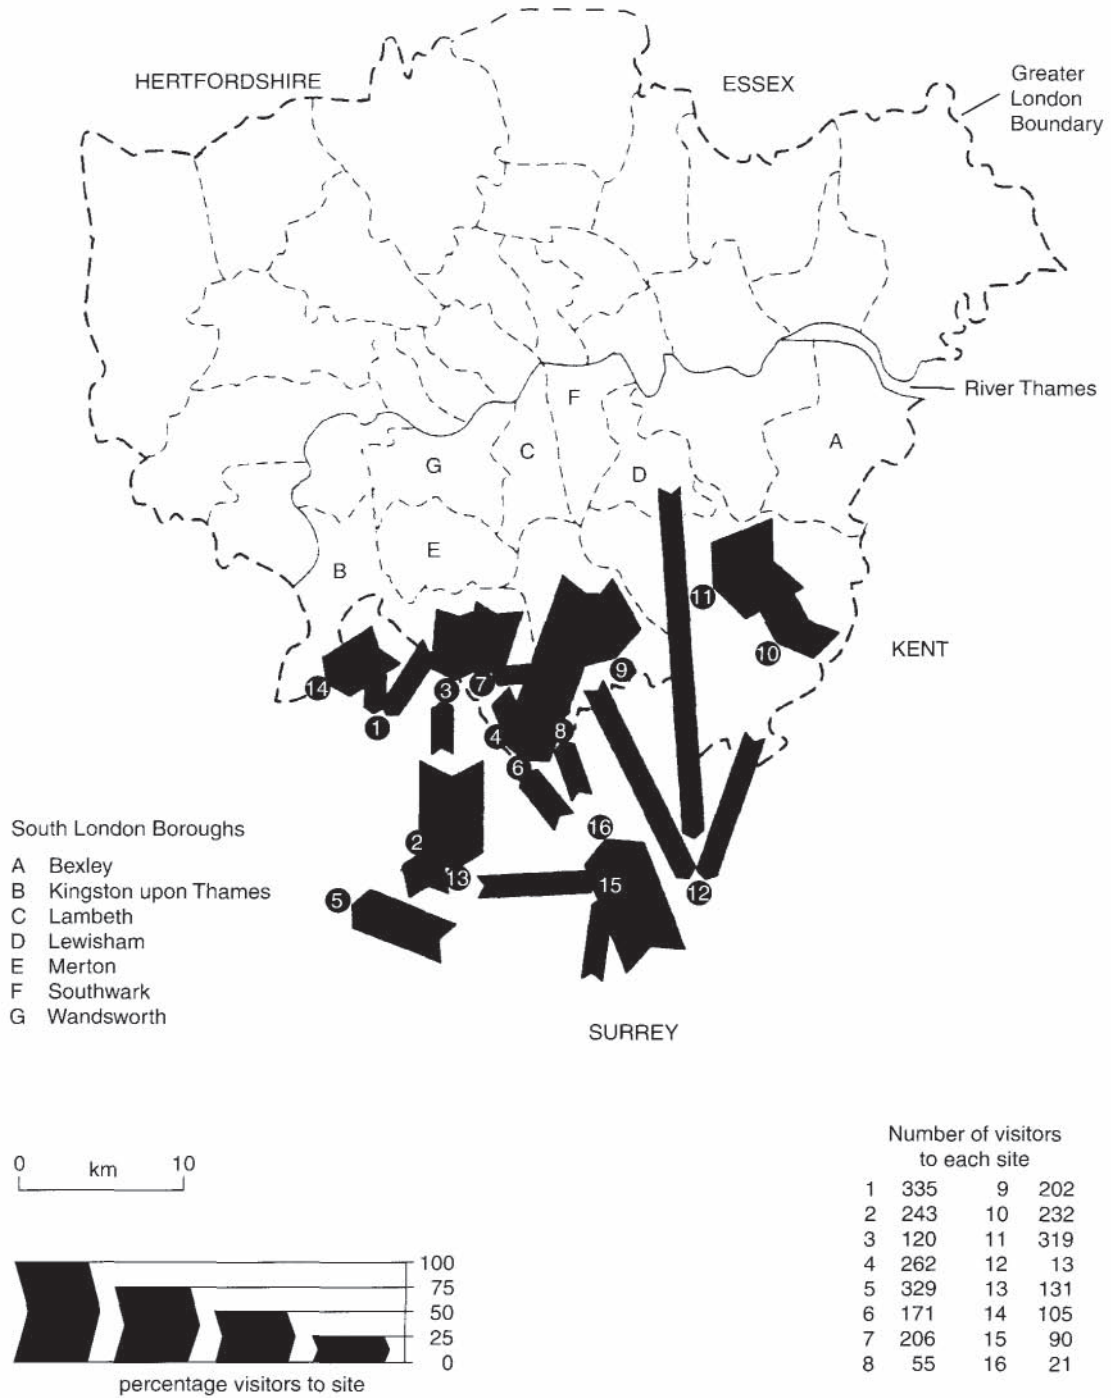 HERTFORDSHIRE
ESSEX
Greater
London
Boundary
River Thames
F
A
G
C
D
E
B
11
KENT
10
9
14
3
7
1
4
8
6
16
2
13
15
12
5
South London Boroughs
A Bexley
B Kingston upon Thames
C Lambeth
D Lewisham
E Merton
F Southwark
G Wandsworth
SURREY
0 km 10
100
75
50
25
0
percentage visitors to site
Number of visitors
to each site
1 335 9 202
2 243 10 232
3 120 11 319
4 262 12 13
5 329 13 131
6 171 14 105
7 206 15 90
8 55 16 21